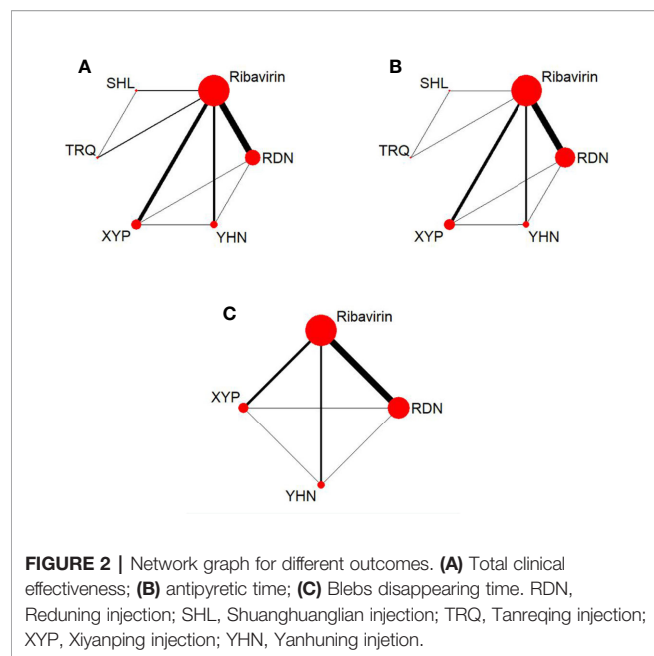 A
B
SHL
Ribavirin
SHL
Ribavirin
TRQ
RDN
TRQ
RDN
XYP
YHN
XYP
YHN
C
Ribavirin
XYP
RDN
YHN
FIGURE 2 | Network graph for different outcomes. (A) Total clinical
effectiveness; (B) antipyretic time; (C) Blebs disappearing time. RDN,
Reduning injection; SHL, Shuanghuanglian injection; TRQ, Tanreqing injection;
XYP, Xiyanping injection; YHN, Yanhuning injetion.